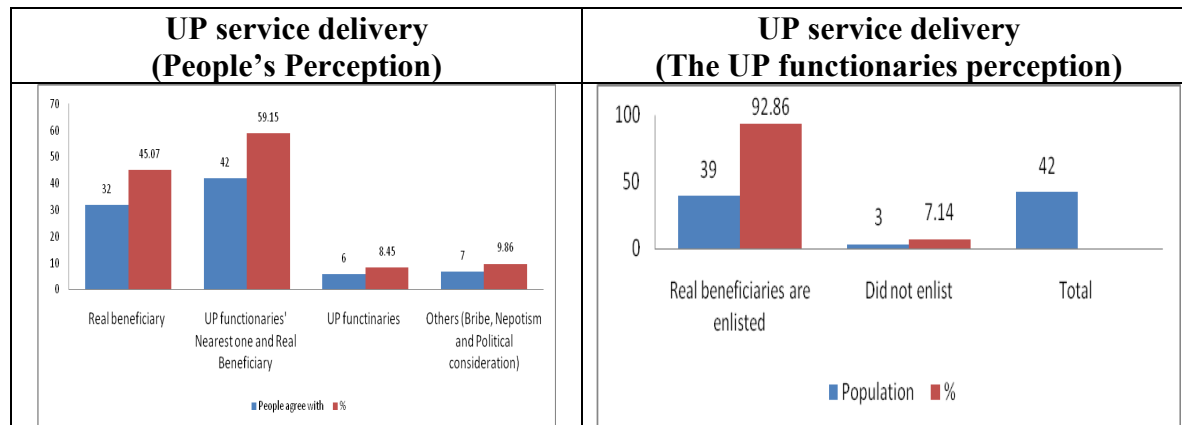 UP service delivery
(People's Perception)
UP service delivery
(The UP functionaries perception)
70
60
50
40
30
20
10
0
32
45.07
42
59.15
6
8.45
7
9.86
Real beneficiary
UP functionaries'
Nearest one and Real
Beneficiary
UP functinaries
Others (Bribe, Nepotism
and Political
consideration)
People agree with
%
100
50
0
39
92.86
3
7.14
42
Real beneficiaries are
enlisted
Did not enlist
Total
Population
%